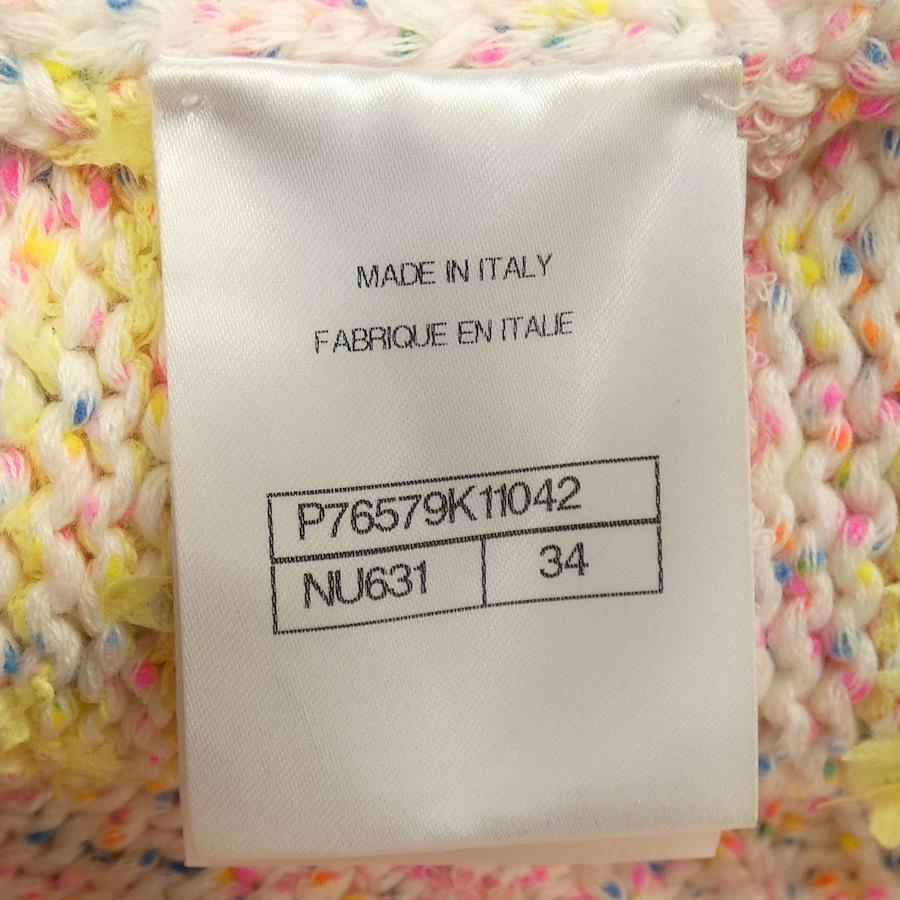 MADE IN ITALY
FABRIQUE EN ITALIE
P76579K11042
NU631 34